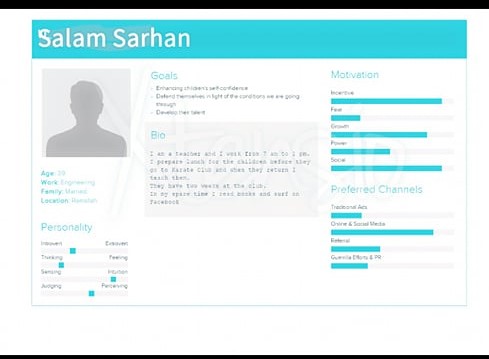 Salam Sarhan
Goals
- Enhancing children's self-confidence
- Defend themselves in light of the conditions we are going
through
- Develop their talent
Bio
I am a teacher and I work from 7 am to 1 pm.
I prepare lunch for the children before they
go to Karate Club and when they return I
teach them.
They have two weeks at the club.
In my spare time I read books and surf on
Facebook
Age: 39
Work: Engineering
Family: Married
Location: Ramallah
Personality
Introvert Extrovert
Thinking Feeling
Sensing Intuition
Judging Perceiving
Motivation
Incentive
Fear
Growth
Power
Social
Preferred Channels
Traditional Ads
Online & Social Media
Referral
Guerrilla Efforts & PR